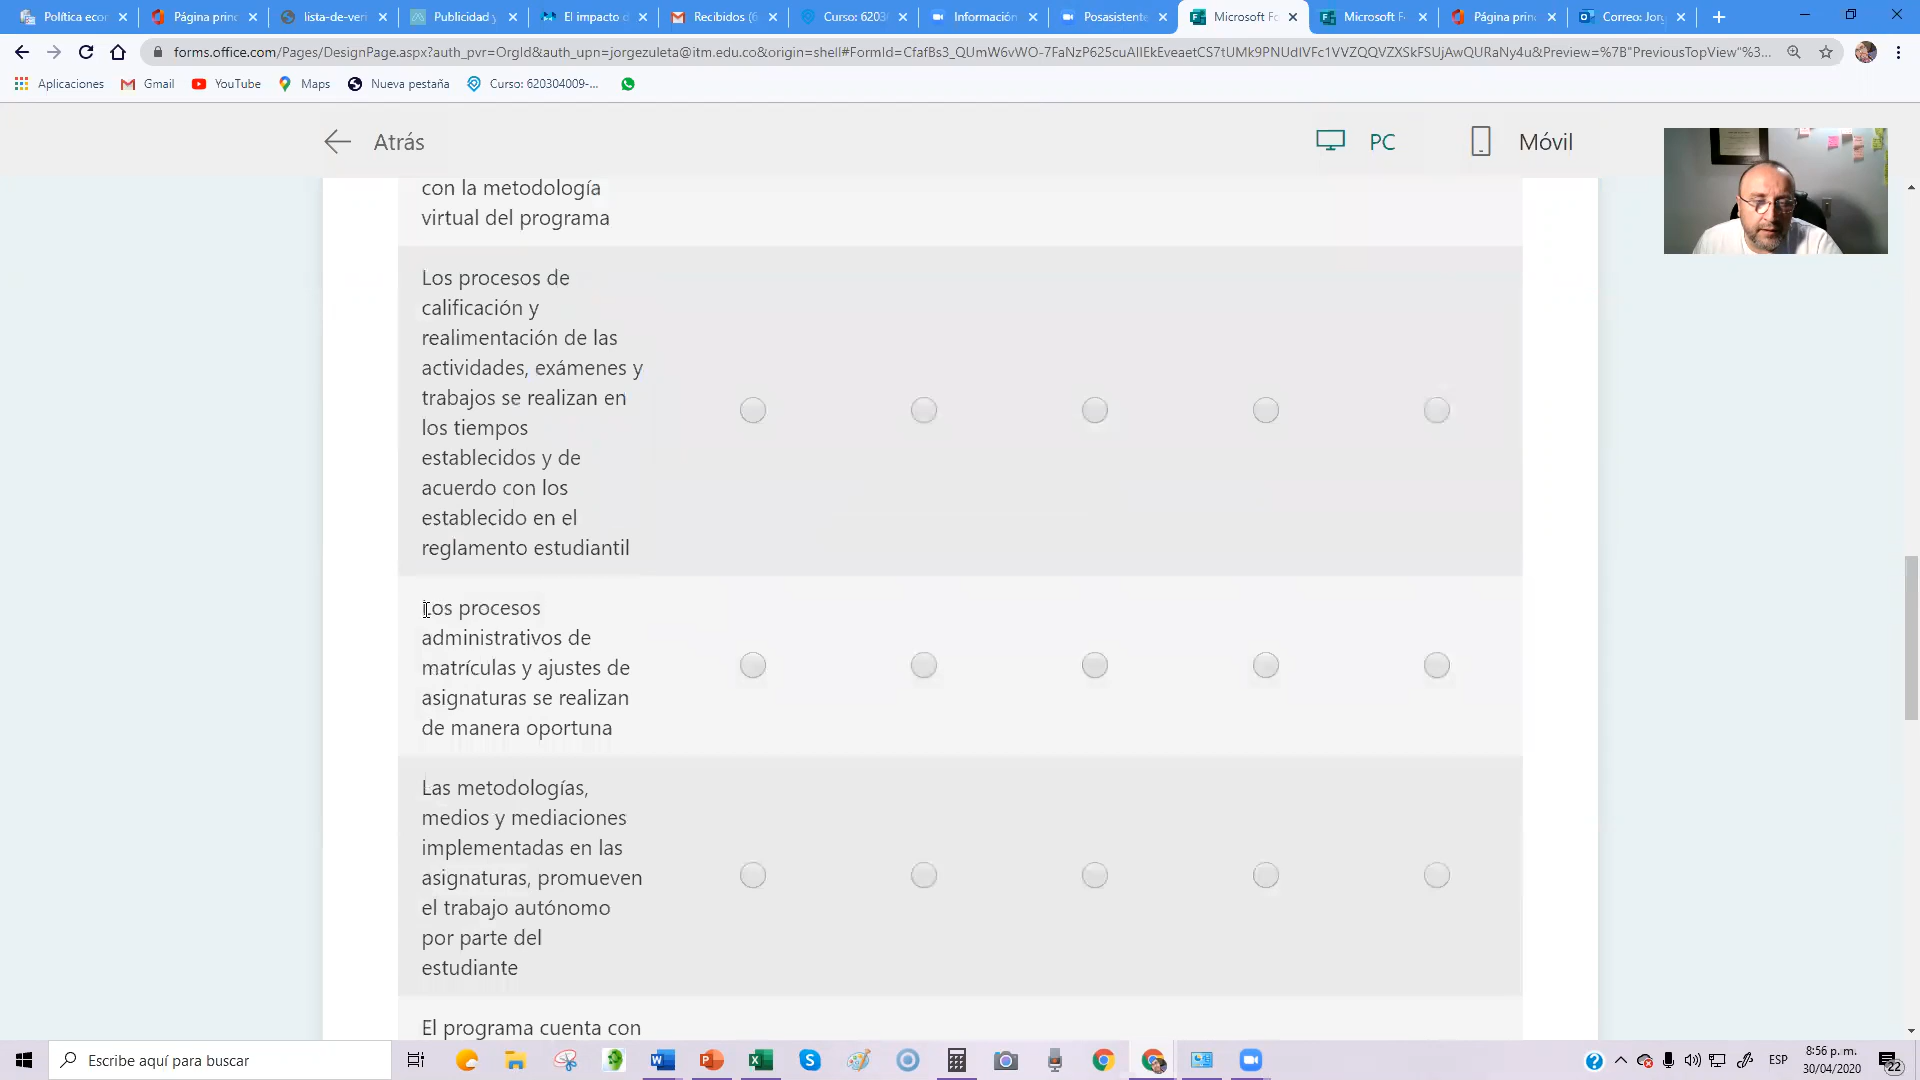 Política econ
Página princ
lista-de-veri
Publicidad y
El impacto d
Recibidos (6
Curso: 6203
Información
Posasistente
Microsoft Fo
Microsoft F
Página princ
Correo: Jorg
forms.office.com/Pages/DesignPage.aspx?auth_pvr=OrgId&auth_upn=jorgezuleta@itm.edu.co&origin=shell#FormId=CfafBs3_QUmW6vWO-7FaNzP625cuAIlEkEveaetCS7tUMk9PNUdIVFc1VVZQQVZXSkFSUjAwQURaNy4u&Preview=%7B"PreviousTopView"%3...
Aplicaciones
Gmail
YouTube
Maps
Nueva pestaña
Curso: 620304009-...
Atrás
PC
Móvil
con la metodología
virtual del programa
Los procesos de
calificación y
realimentación de las
actividades, exámenes y
trabajos se realizan en
los tiempos
establecidos y de
acuerdo con los
establecido en el
reglamento estudiantil
Los procesos
administrativos de
matrículas y ajustes de
asignaturas se realizan
de manera oportuna
Las metodologías,
medios y mediaciones
implementadas en las
asignaturas, promueven
el trabajo autónomo
por parte del
estudiante
El programa cuenta con
Escribe aquí para buscar
ESP
8:56 p. m.
30/04/2020
22